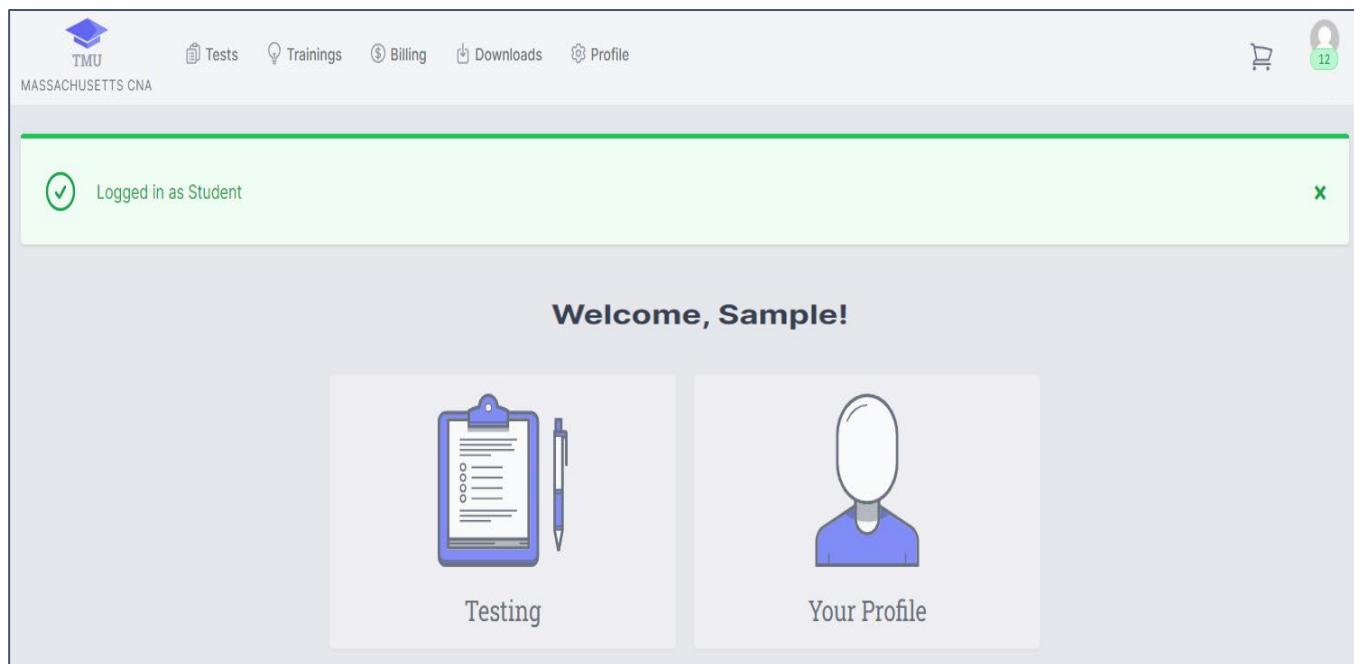 TMU
MASSACHUSETTS CNA
Tests
Trainings
Billing
Downloads
Profile
12
Logged in as Student
Welcome, Sample!
Testing
Your Profile